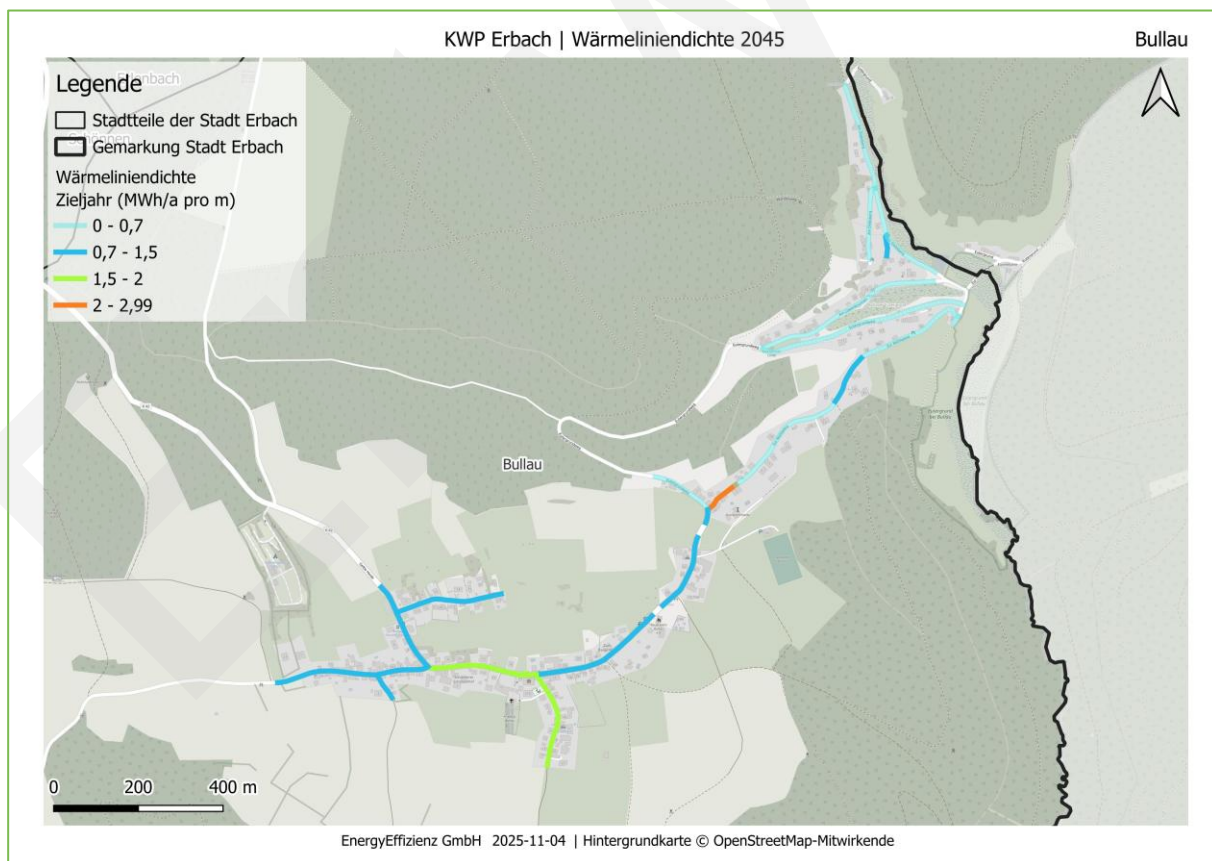 KWP Erbach | Wärmeliniendichte 2045
Bullau
Legende
Stadtteile der Stadt Erbach
Gemarkung Stadt Erbach
Wärmeliniendichte
Zieljahr (MWh/a pro m)
0 - 0,7
0,7 - 1,5
1,5 - 2
2 - 2,99
Bullau
0 200 400 m
EnergyEffizienz GmbH 2025-11-04 | Hintergrundkarte © OpenStreetMap-Mitwirkende